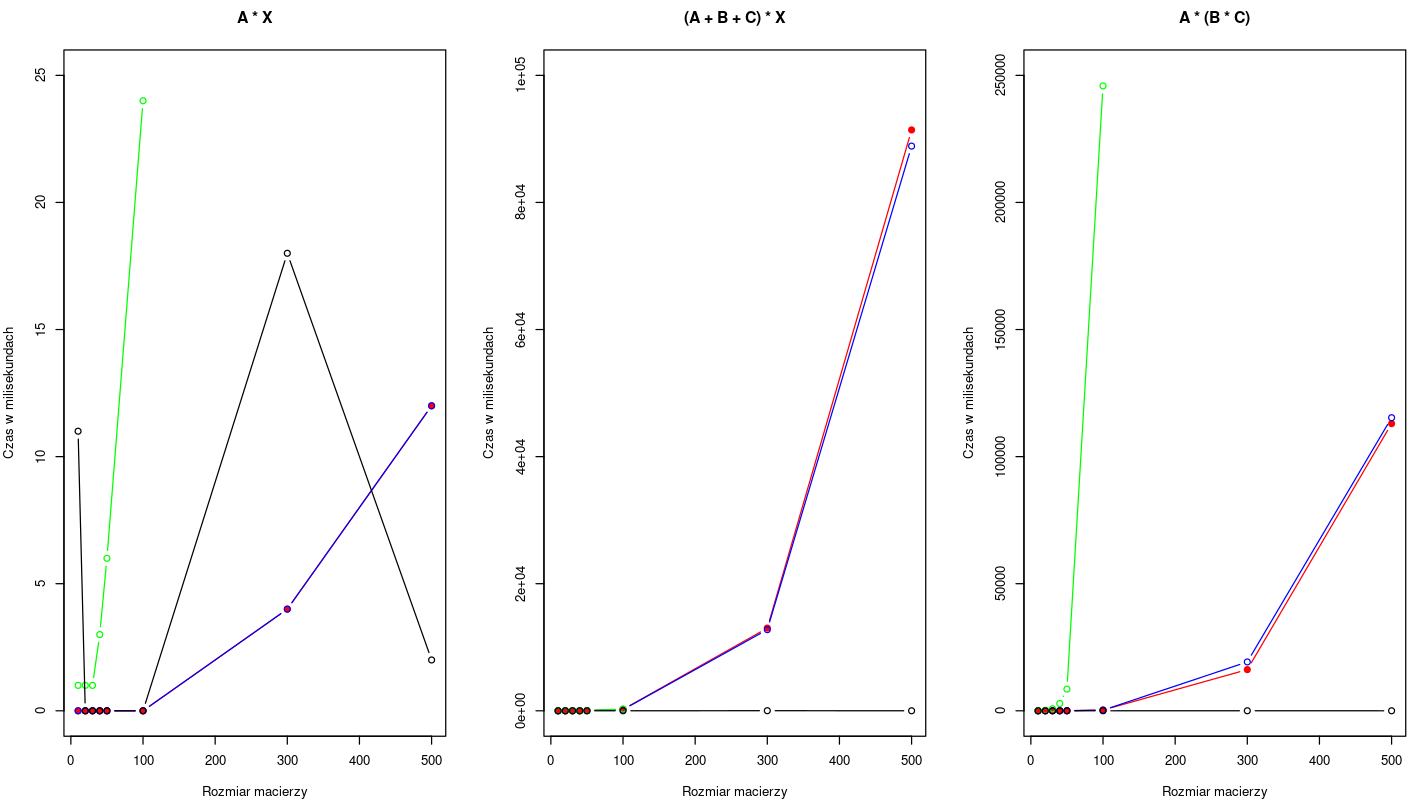 A * X
25
20
15
10
5
0
Czas w milisekundach
0 100 200 300 400 500
Rozmiar macierzy
(A + B + C) * X
1e+05
8e+04
6e+04
4e+04
2e+04
0e+00
Czas w milisekundach
0 100 200 300 400 500
Rozmiar macierzy
A * (B * C)
250000
200000
150000
100000
50000
0
Czas w milisekundach
0 100 200 300 400 500
Rozmiar macierzy